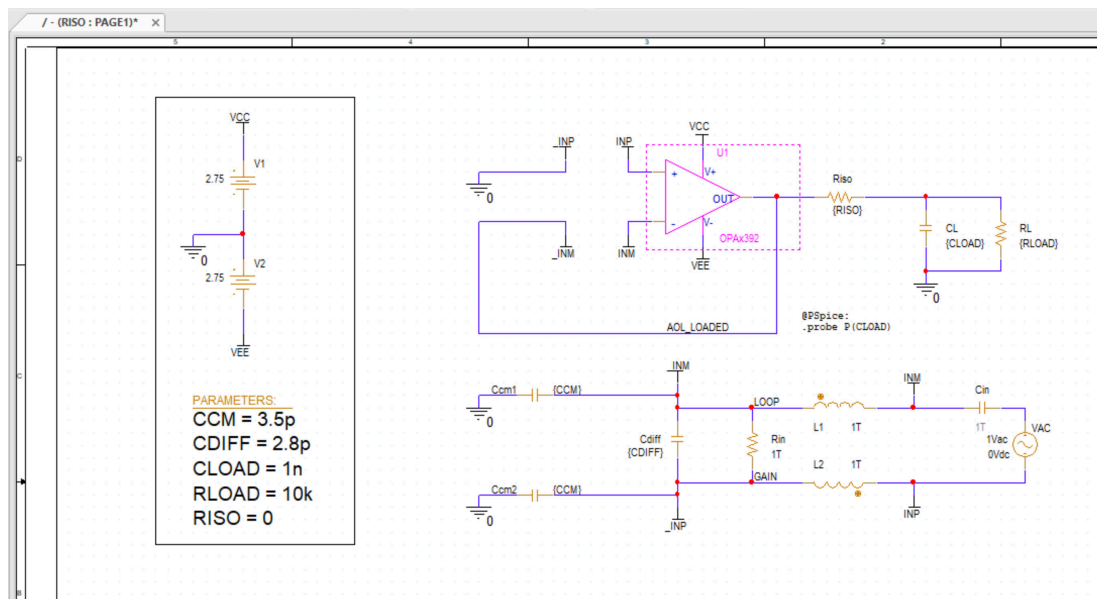 / - (RISO : PAGE1)*
5
4
3
2
D
C
B
VCC
V1
2.75
0
V2
2.75
VEE
PARAMETERS:
CCM = 3.5p
CDIFF = 2.8p
CLOAD = 1n
RLOAD = 10k
RISO = 0
_INP
0
_INM
INP
INM
VCC
U1
+
-
V+
OUT
V-
OPAx392
VEE
Riso
{RISO}
CL
{CLOAD}
RL
{RLOAD}
0
AOL_LOADED
@PSpice:
.probe P(CLOAD)
_INM
Ccm1
{CCM}
0
Cdiff
{CDIFF}
LOOP
Rin
1T
GAIN
L1
1T
L2
1T
INM
INP
Cin
1T
VAC
1Vac
0Vdc
Ccm2
{CCM}
0
_INP